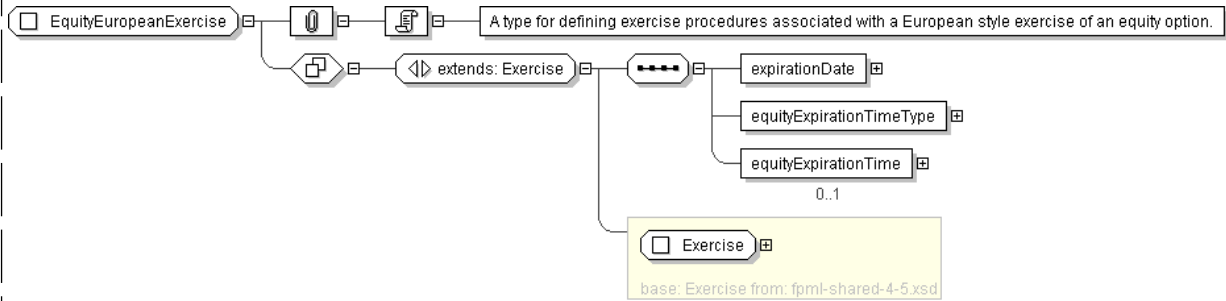 EquityEuropeanExercise
A type for defining exercise procedures associated with a European style exercise of an equity option.
extends: Exercise
expirationDate
equityExpirationTimeType
equityExpirationTime
0..1
Exercise
base: Exercise from: fpml-shared-4-5.xsd